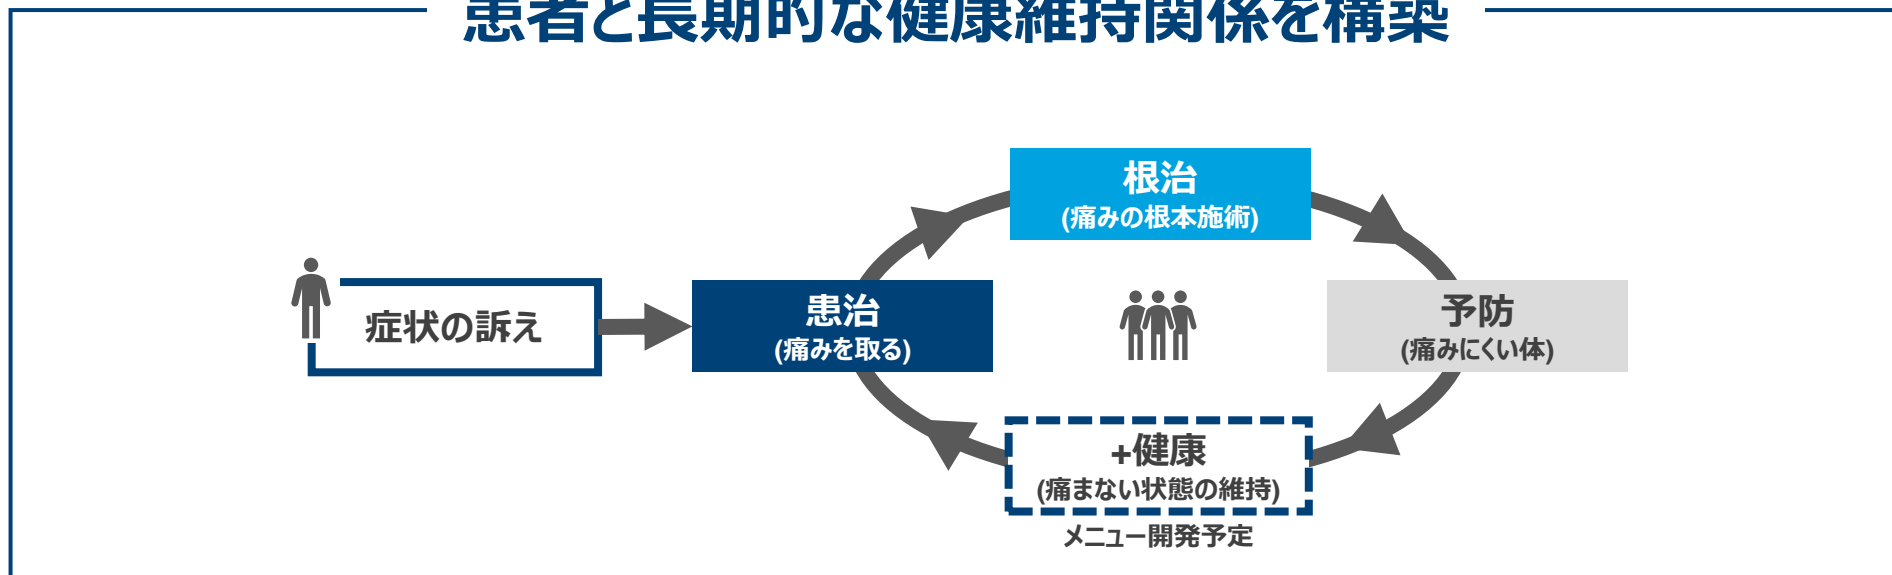 患者と長期的な健康維持関係を構築
根治
(痛みの根本施術)
症状の訴え
患治
(痛みを取る)
予防
(痛みにくい体)
+健康
(痛まない状態の維持)
メニュー開発予定